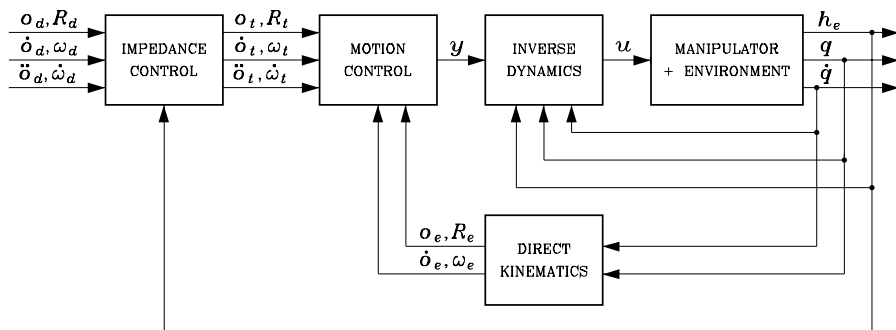 o_d, R_d
ȯ_d, ω_d
ö_d, ω̇_d
IMPEDANCE
CONTROL
o_t, R_t
ȯ_t, ω_t
ö_t, ω̇_t
MOTION
CONTROL
y
INVERSE
DYNAMICS
u
MANIPULATOR
+ ENVIRONMENT
h_e
q
q̇
o_e, R_e
ȯ_e, ω_e
DIRECT
KINEMATICS